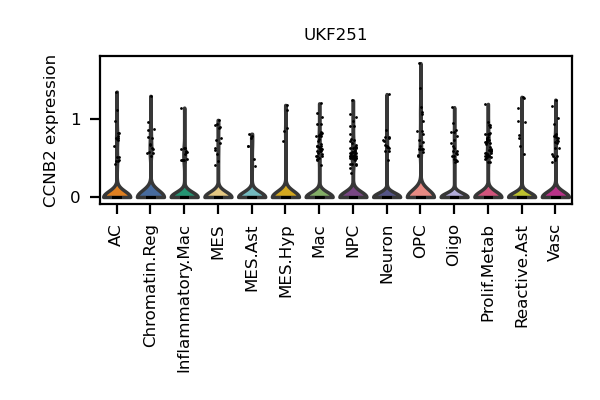 UKF251
CCNB2 expression
1
0
AC
Chromatin.Reg
Inflammatory.Mac
MES
MES.Ast
MES.Hyp
Mac
NPC
Neuron
OPC
Oligo
Prolif.Metab
Reactive.Ast
Vasc